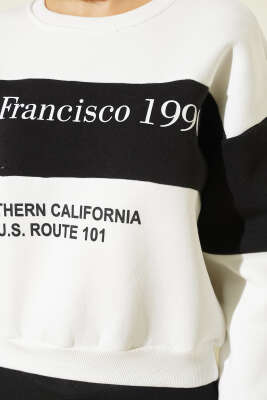 Francisco 199
THERN CALIFORNIA
U.S. ROUTE 101